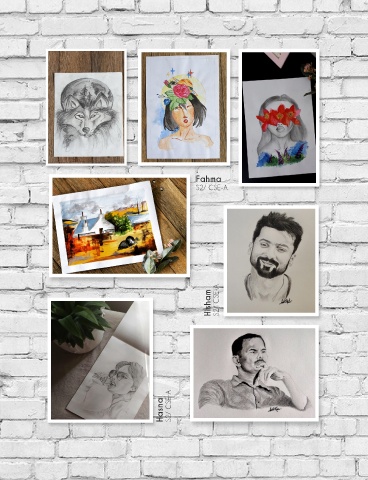 Fahma
S2/ CSE-A
Hisham
S2/ CSE-A
Hasna
S2/ CSE-A